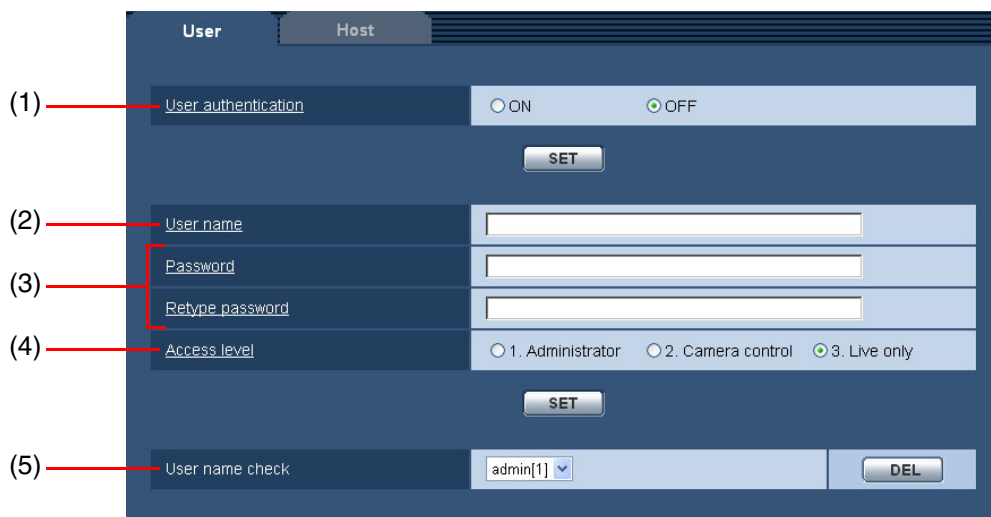 User Host
(1) User authentication ON OFF
SET
(2) User name
Password
(3)
Retype password
(4) Access level 1. Administrator 2. Camera control 3. Live only
SET
(5) User name check admin[1] DEL